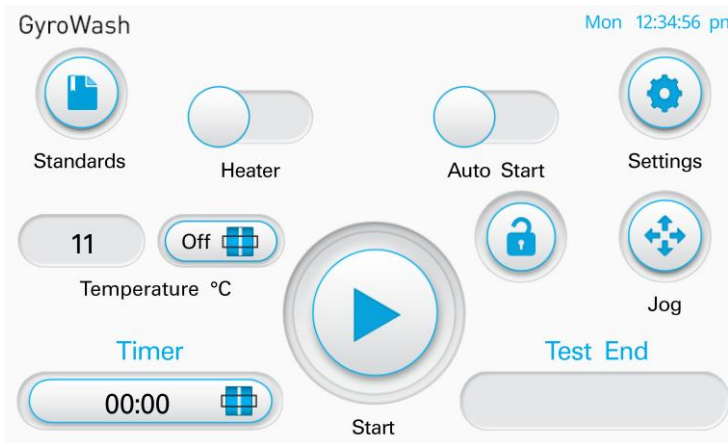 GyroWash
Mon 12:34:56 pm
Standards
Heater
Auto Start
Settings
11
Off
Temperature °C
Jog
Timer
Test End
00:00
Start